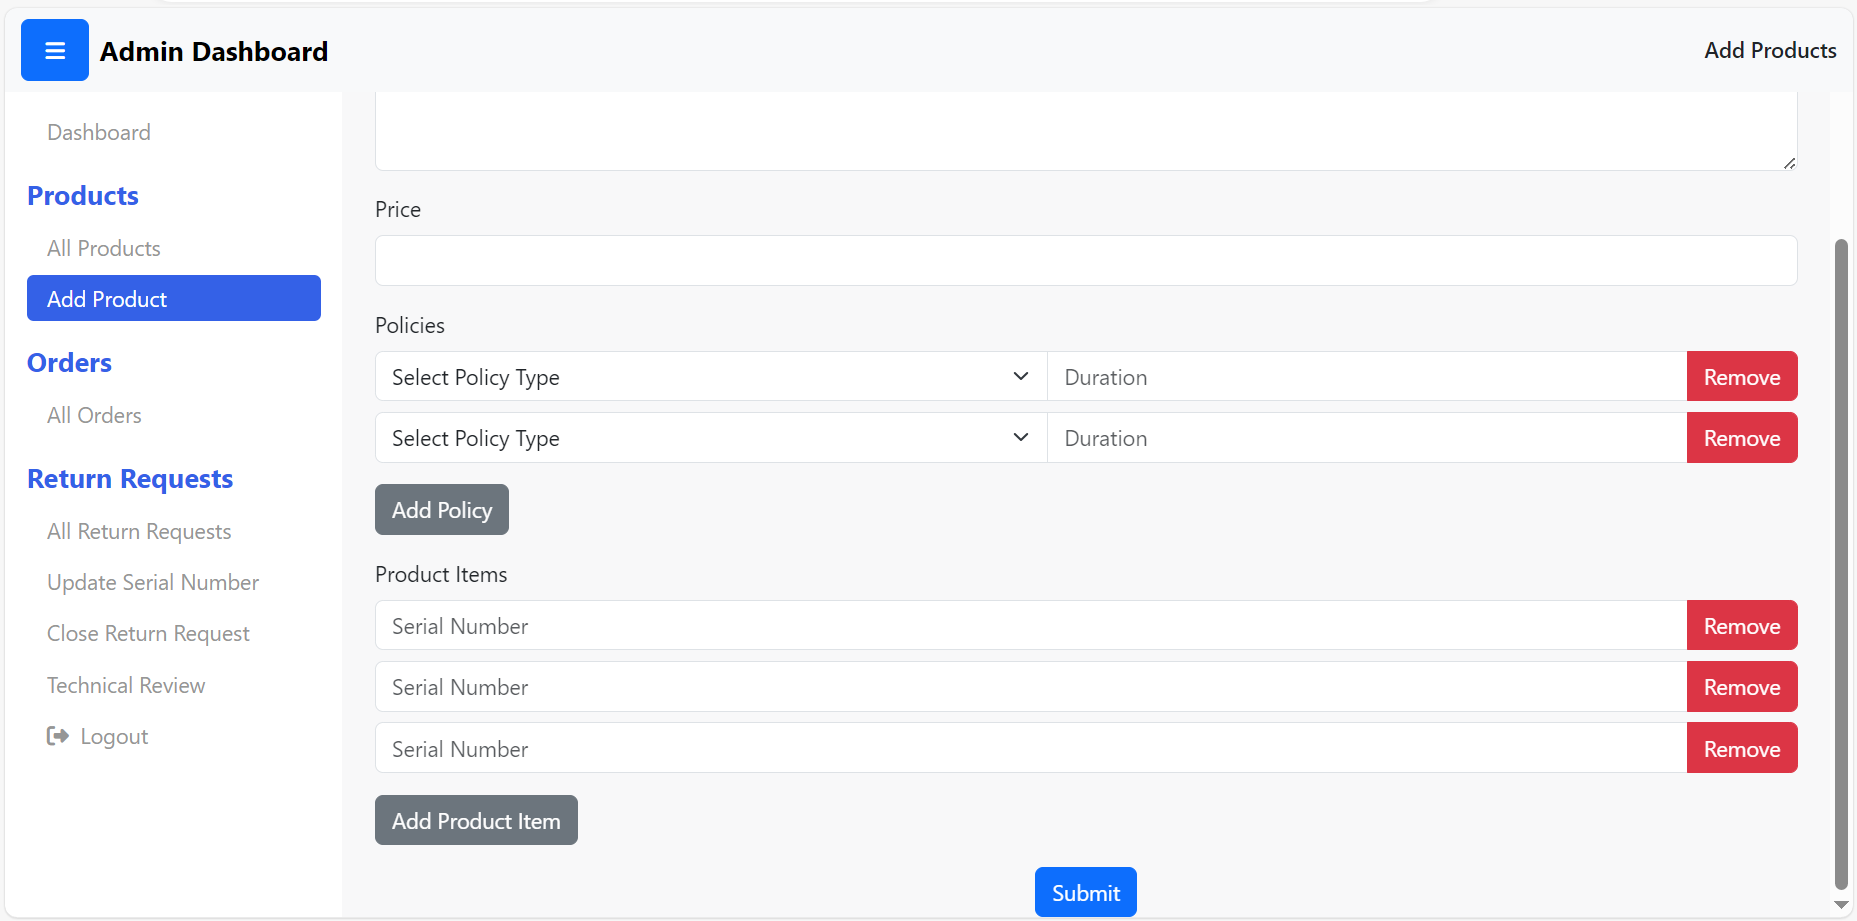 Admin Dashboard
Add Products
Dashboard
Products
All Products
Add Product
Orders
All Orders
Return Requests
All Return Requests
Update Serial Number
Close Return Request
Technical Review
Logout
Price
Policies
Select Policy Type Duration Remove
Select Policy Type Duration Remove
Add Policy
Product Items
Serial Number Remove
Serial Number Remove
Serial Number Remove
Add Product Item
Submit